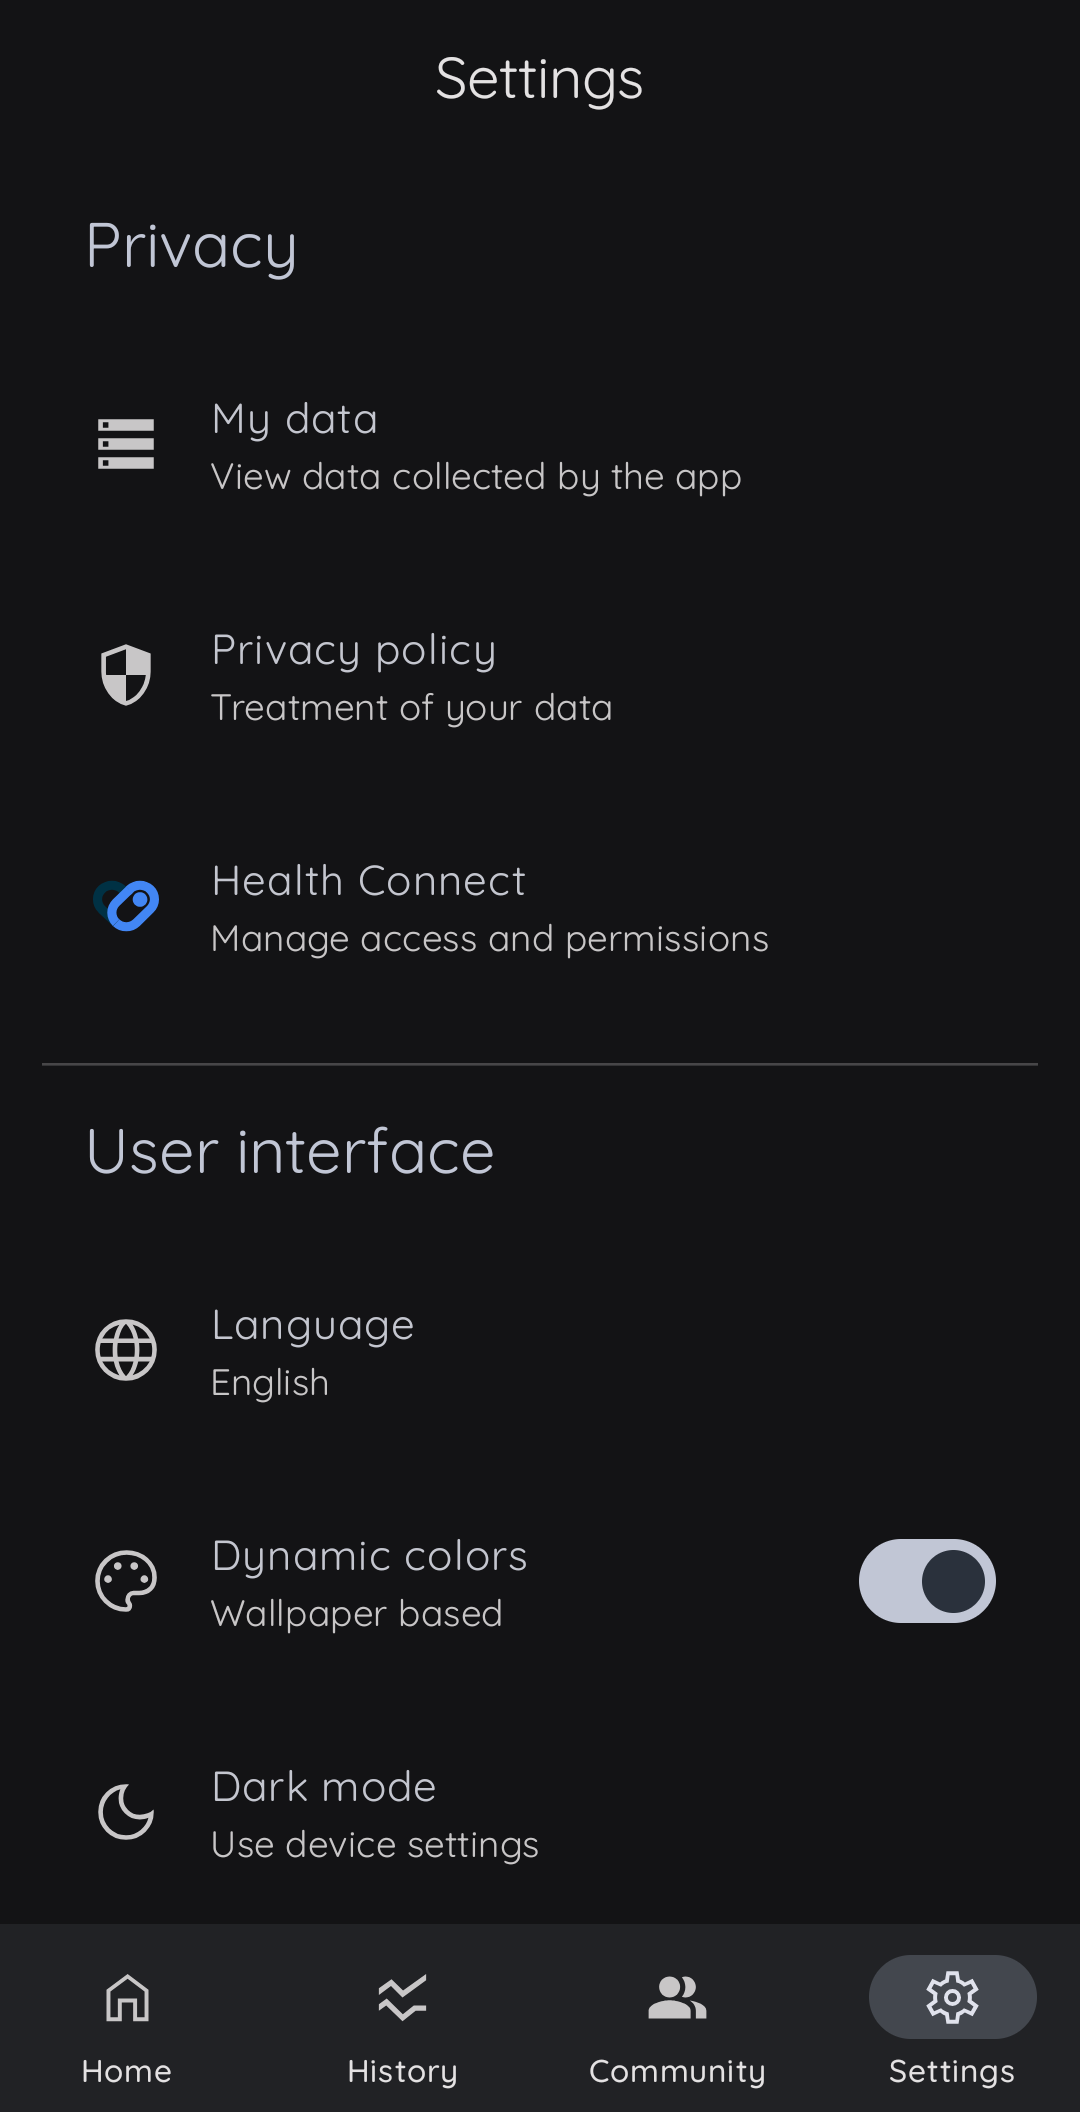 Settings
Privacy
My data
View data collected by the app
Privacy policy
Treatment of your data
Health Connect
Manage access and permissions
User interface
Language
English
Dynamic colors
Wallpaper based
Dark mode
Use device settings
Home
History
Community
Settings